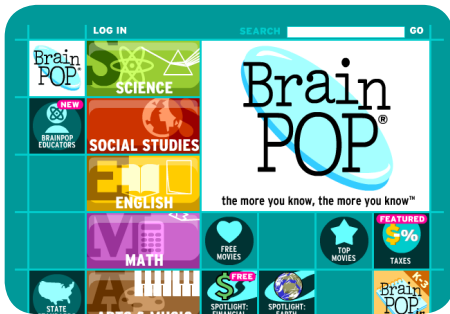 LOG IN
SEARCH
GO
Brain
POP®
S
SCIENCE
Brain
POP®
NEW
BRAINPOP
EDUCATORS
SOCIAL STUDIES
E
ENGLISH
the more you know, the more you know™
M
MATH
FREE
MOVIES
TOP
MOVIES
FEATURED
$-%
TAXES
STATE
A
ARTS & MUSIC
FREE
$
SPOTLIGHT:
FINANCIAL
SPOTLIGHT:
EARTH
K-3
Brain
POP